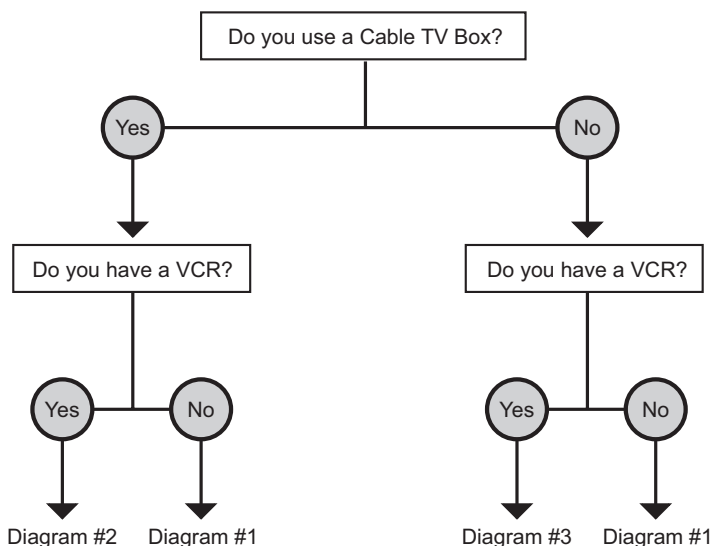 Do you use a Cable TV Box?
Yes
No
Do you have a VCR?
Do you have a VCR?
Yes
No
Yes
No
Diagram #2
Diagram #1
Diagram #3
Diagram #1